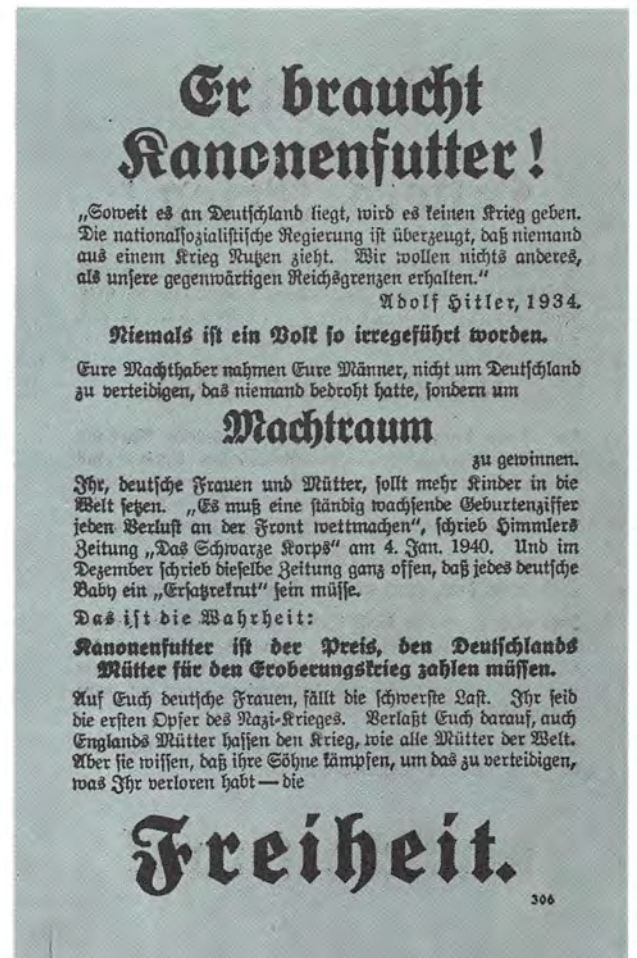 Er braucht
Kanonenfutter!
„Soweit es an Deutschland liegt, wird es keinen Krieg geben.
Die nationalsozialistische Regierung ist überzeugt, daß niemand
aus einem Krieg Nutzen zieht. Wir wollen nichts anderes,
als unsere gegenwärtigen Reichsgrenzen erhalten.“
Adolf Hitler, 1934.
Niemals ist ein Volk so irregeführt worden.
Eure Machthaber nahmen Eure Männer, nicht um Deutschland
zu verteidigen, das niemand bedroht hatte, sondern um
Machtraum
zu gewinnen.
Ihr, deutsche Frauen und Mütter, sollt mehr Kinder in die
Welt setzen. „Es muß eine ständig wachsende Geburtenziffer
jeden Verlust an der Front wettmachen“, schrieb Himmlers
Zeitung „Das Schwarze Korps“ am 4. Jan. 1940. Und im
Dezember schrieb dieselbe Zeitung ganz offen, daß jedes deutsche
Baby ein „Ersatzrekrut“ sein müsse.
Das ist die Wahrheit:
Kanonenfutter ist der Preis, den Deutschlands
Mütter für den Eroberungskrieg zahlen müssen.
Auf Euch deutsche Frauen, fällt die schwerste Last. Ihr seid
die ersten Opfer des Nazi-Krieges. Verlaßt Euch darauf, auch
Englands Mütter hassen den Krieg, wie alle Mütter der Welt.
Aber sie wissen, daß ihre Söhne kämpfen, um das zu verteidigen,
was Ihr verloren habt — die
Freiheit.
306